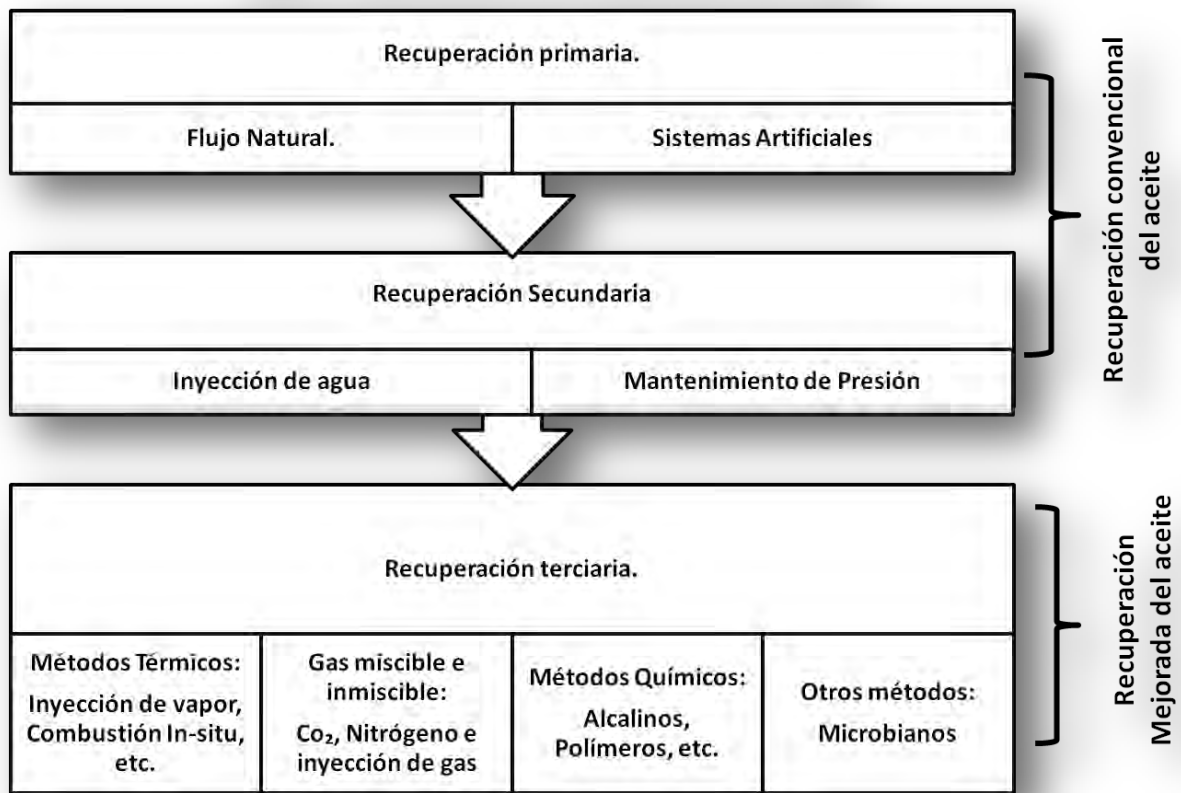 Recuperación primaria.
Flujo Natural.
Sistemas Artificiales
Recuperación convencional
del aceite
Recuperación Secundaria
Inyección de agua
Mantenimiento de Presión
Recuperación terciaria.
Métodos Térmicos:
Inyección de vapor,
Combustión In-situ,
etc.
Gas miscible e
inmiscible:
Co₂, Nitrógeno e
inyección de gas
Métodos Químicos:
Alcalinos,
Polímeros, etc.
Otros métodos:
Microbianos
Recuperación
Mejorada del aceite